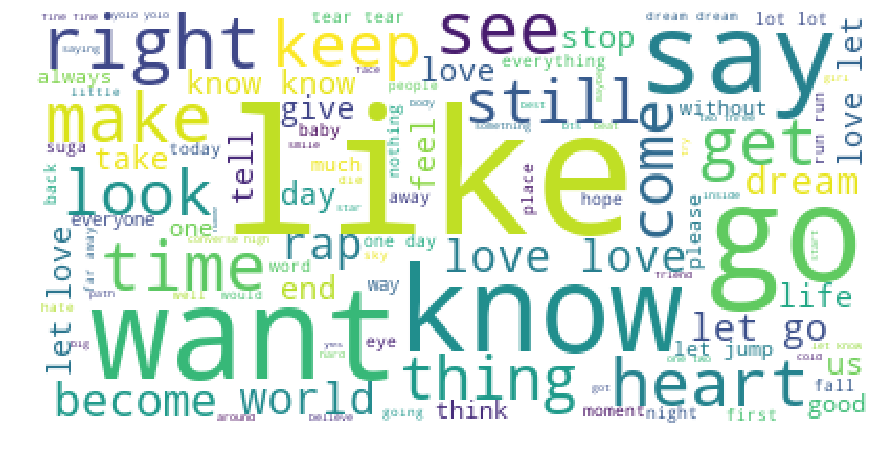 Tine Tine
yoio yoio
tear tear
dream dream
lot lot
right
keep
see
say
stop
saying
everything
always
know know
love
face
people
girl
little
give
still
without
love let
make
like
best
body
maybe
two three
run run
something
bts
beat
suga
take
today
tell
baby
smile
nothing
feel
come
get
try
much
die
back
look
day
star
away
place
hope
dream
inside
everyone
one
please
go
start
let love
far away
time
converse high
rap
one day
sky
love love
friend
word
way
end
know
life
path
well
would
hate
want
let go
big
yes
hard
eye
let jump
let know
one two
cold
us
thing
heart
fall
become
world
going
think
got
moment
night
first
good
around
believe